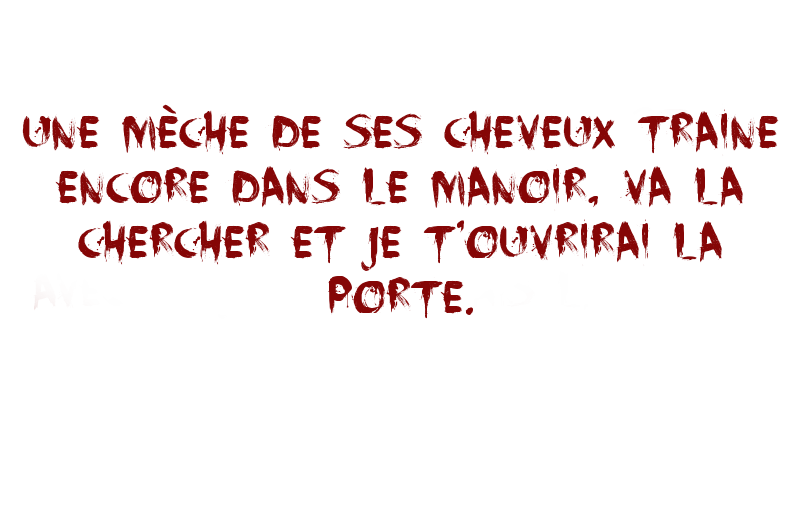 UNE MÈCHE DE SES CHEVEUX TRAINE
ENCORE DANS LE MANOIR, VA LA
CHERCHER ET JE T'OUVRIRAI LA
PORTE.